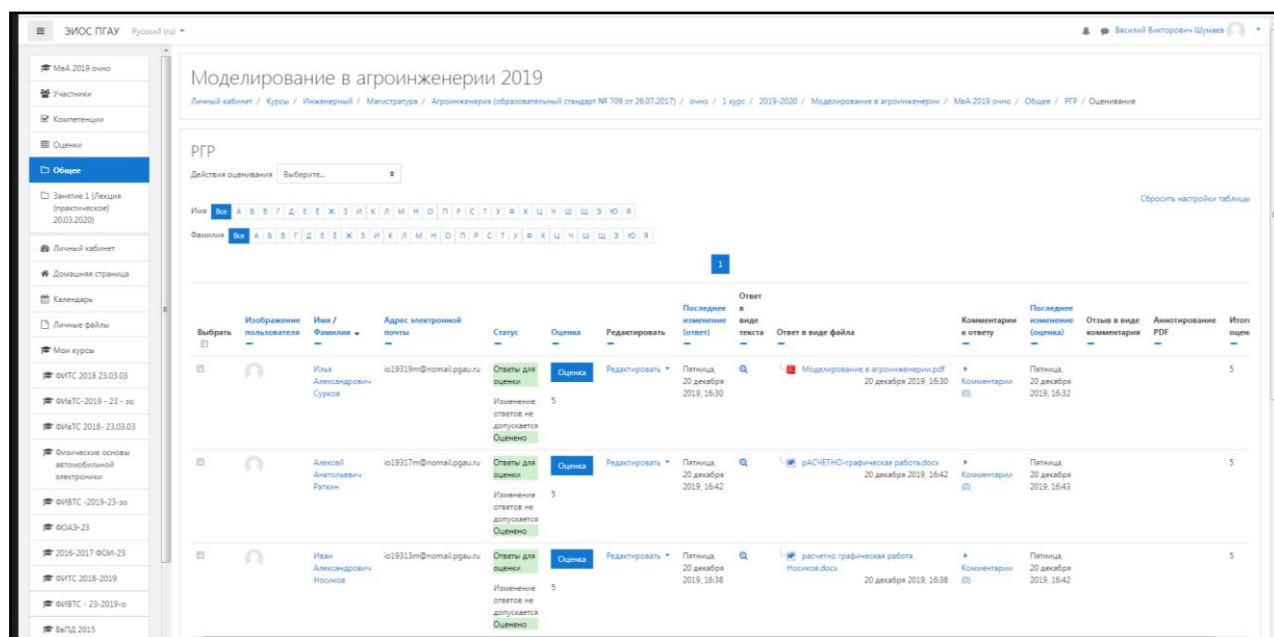 ЭИОС ПГАУ Русский (ru)
Василий Викторович Шумаев
МвА 2019 очно
Участники
Компетенции
Оценки
Общее
Занятие 1 (Лекция
(практическое)
20.03.2020)
Личный кабинет
Домашняя страница
Календарь
Личные файлы
Мои курсы
ФИТС 2018 23.03.03
ФИвТС-2019 - 23 - зо
ФИвТС 2018- 23.03.03
Физические основы
автомобильной
электроники
ФИВТС -2019-23-зо
ФОАЭ-23
2016-2017 ФОИ-23
ФИТС 2018-2019
ФИВТС - 23-2019-о
ВвПД 2015
Моделирование в агроинженерии 2019
Личный кабинет / Курсы / Инженерный / Магистратура / Агроинженерия (образовательный стандарт № 709 от 26.07.2017) / очно / 1 курс / 2019-2020 / Моделирование в агроинженерии / МвА 2019 очно / Общее / РГР / Оценивание
РГР
Действия оценивания Выберите...
Сбросить настройки таблицы
Имя Все А Б В Г Д Е Ё Ж З И К Л М Н О П Р С Т У Ф Х Ц Ч Ш Щ Э Ю Я
Фамилия Все А Б В Г Д Е Ё Ж З И К Л М Н О П Р С Т У Ф Х Ц Ч Ш Щ Э Ю Я
1
Выбрать
Изображение
пользователя
Имя /
Фамилия
Адрес электронной
почты
Статус
Оценка
Редактировать
Последнее
изменение
(ответ)
Ответ
в
виде
текста
Ответ в виде файла
Комментарии
к ответу
Последнее
изменение
(оценка)
Отзыв в виде
комментария
Аннотирование
PDF
Илья
Александрович
Сурков
io19319m@nomail.pgau.ru
Ответы для
оценки
Изменение
ответов не
допускается
Оценено
Оценка
5
Редактировать
Пятница,
20 декабря
2019, 16:30
Моделирование в агроинженерии.pdf
20 декабря 2019, 16:30
Комментарии
(0)
Пятница,
20 декабря
2019, 16:32
5
Алексей
Анатольевич
Раткин
io19317m@nomail.pgau.ru
Ответы для
оценки
Изменение
ответов не
допускается
Оценено
Оценка
5
Редактировать
Пятница,
20 декабря
2019, 16:42
рАСЧЕТНО-графическая работа.docx
20 декабря 2019, 16:42
Комментарии
(0)
Пятница,
20 декабря
2019, 16:43
5
Иван
Александрович
Носиков
io19313m@nomail.pgau.ru
Ответы для
оценки
Изменение
ответов не
допускается
Оценено
Оценка
5
Редактировать
Пятница,
20 декабря
2019, 16:38
расчетно графическая работа
Носиков.docx
20 декабря 2019, 16:38
Комментарии
(0)
Пятница,
20 декабря
2019, 16:42
5